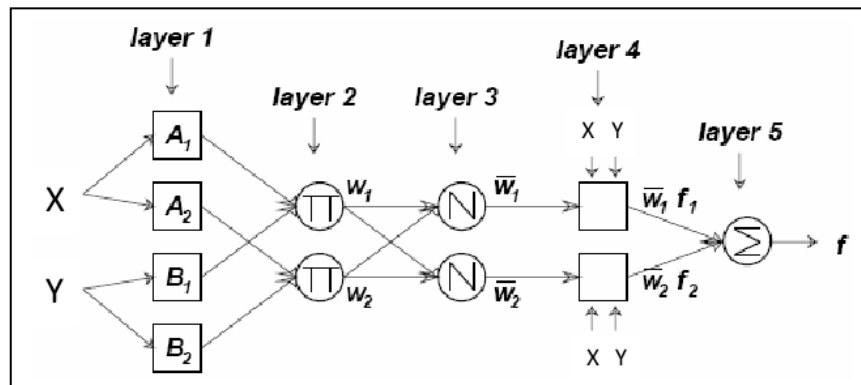 layer 1
layer 2
layer 3
layer 4
layer 5
X
Y
A₁
A₂
B₁
B₂
Π
Π
w₁
w₂
N
N
w̅₁
w̅₂
X Y
X Y
w̅₁ f₁
w̅₂ f₂
Σ
f